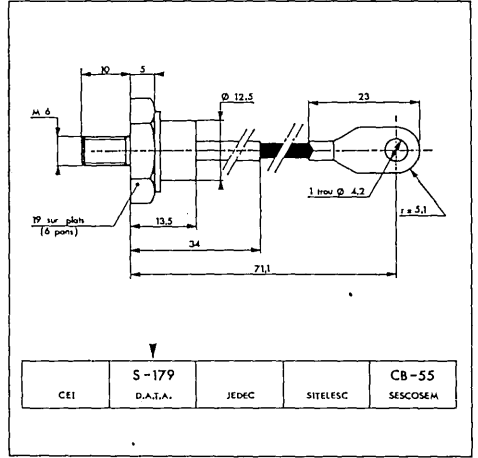 10
5
M 6
Ø 12,5
23
1 trou Ø 4,2
r = 5,1
19 sur plats
(6 pans)
13,5
34
71,1
S-179
CB-55
CEI
D.A.T.A.
JEDEC
SITELESC
SESCOSEM